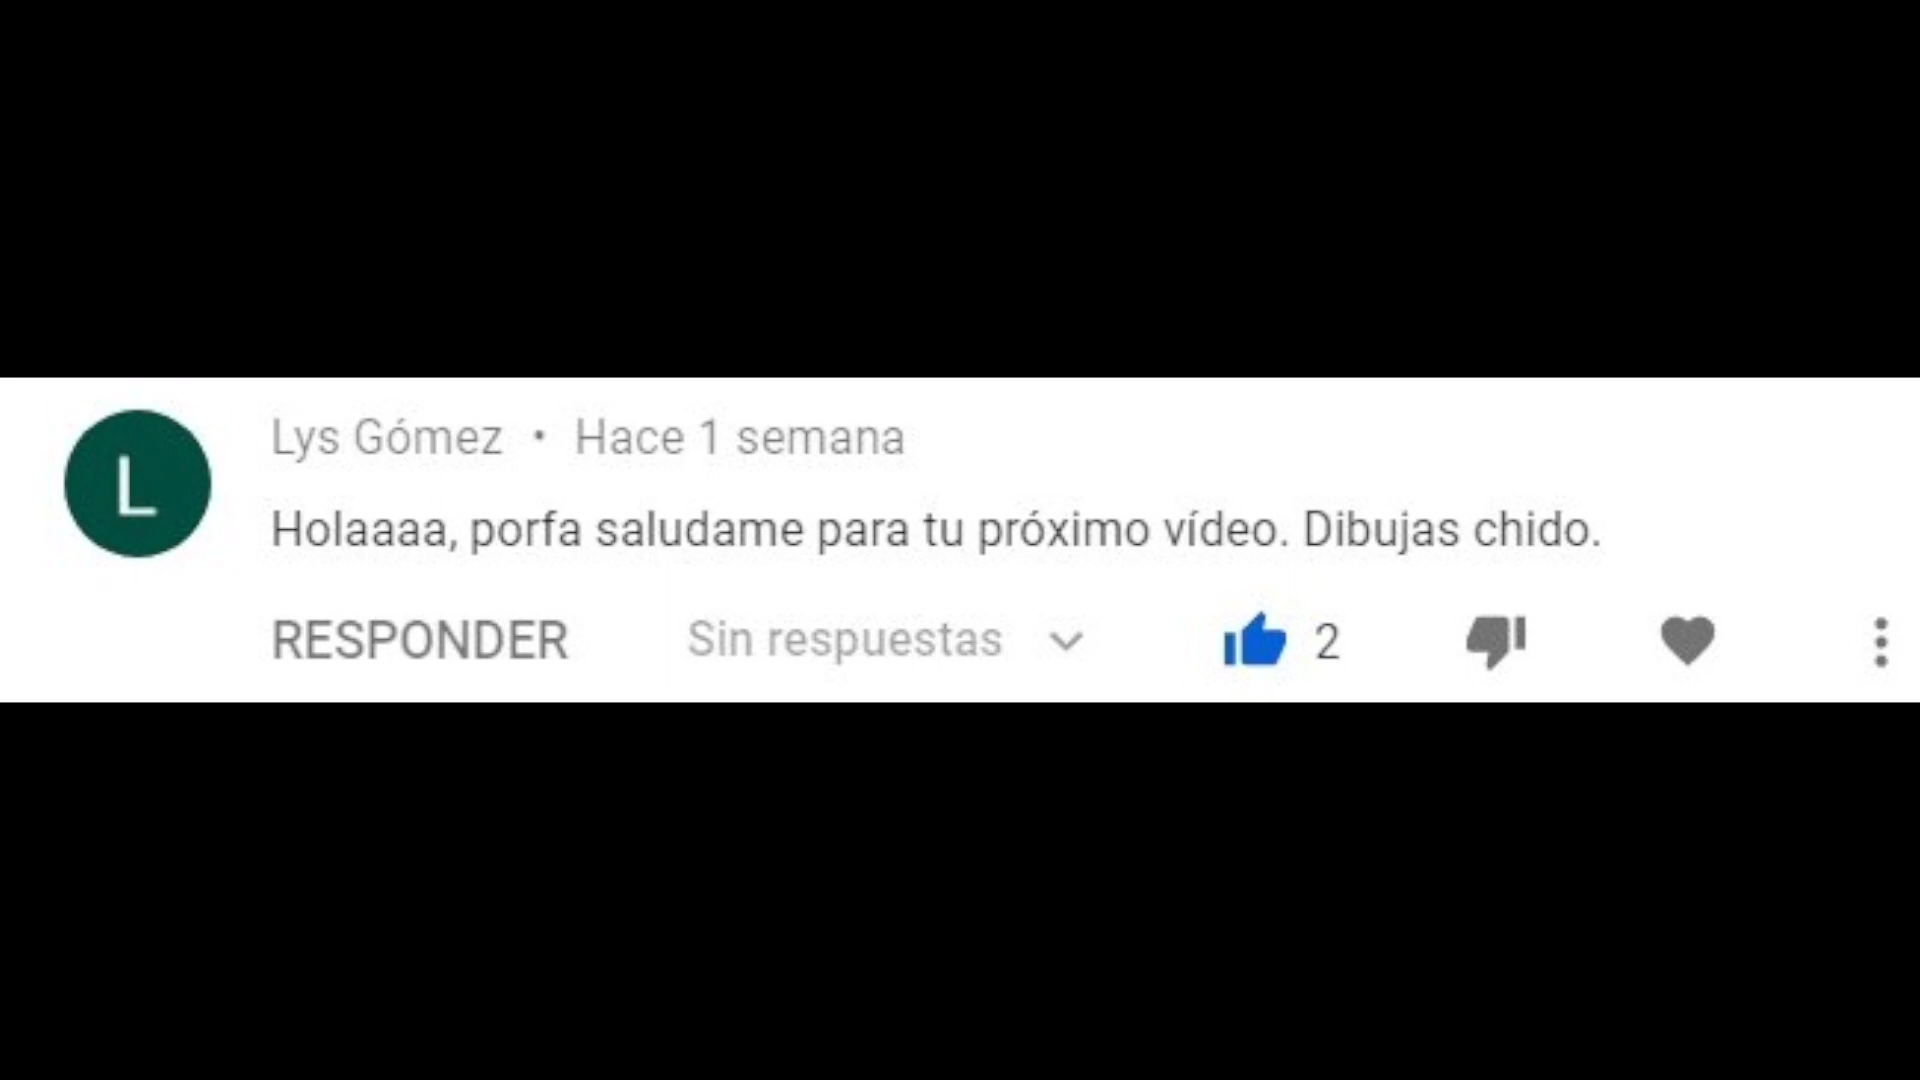 L
Lys Gómez • Hace 1 semana
Holaaaa, porfa saludame para tu próximo vídeo. Dibujas chido.
RESPONDER Sin respuestas 2